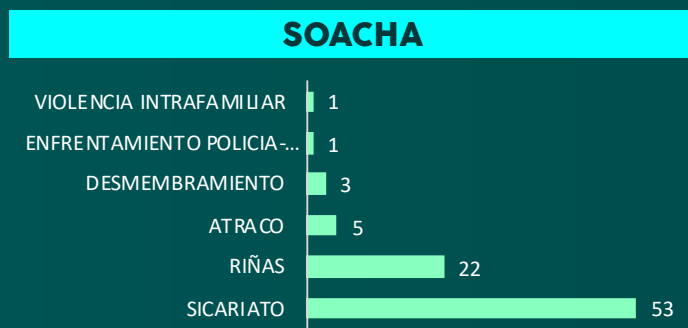 SOACHA
VIOLENCIA INTRAFAMILIAR 1
ENFRENTAMIENTO POLICIA-... 1
DESMEMBRAMIENTO 3
ATRACO 5
RIÑAS 22
SICARIATO 53